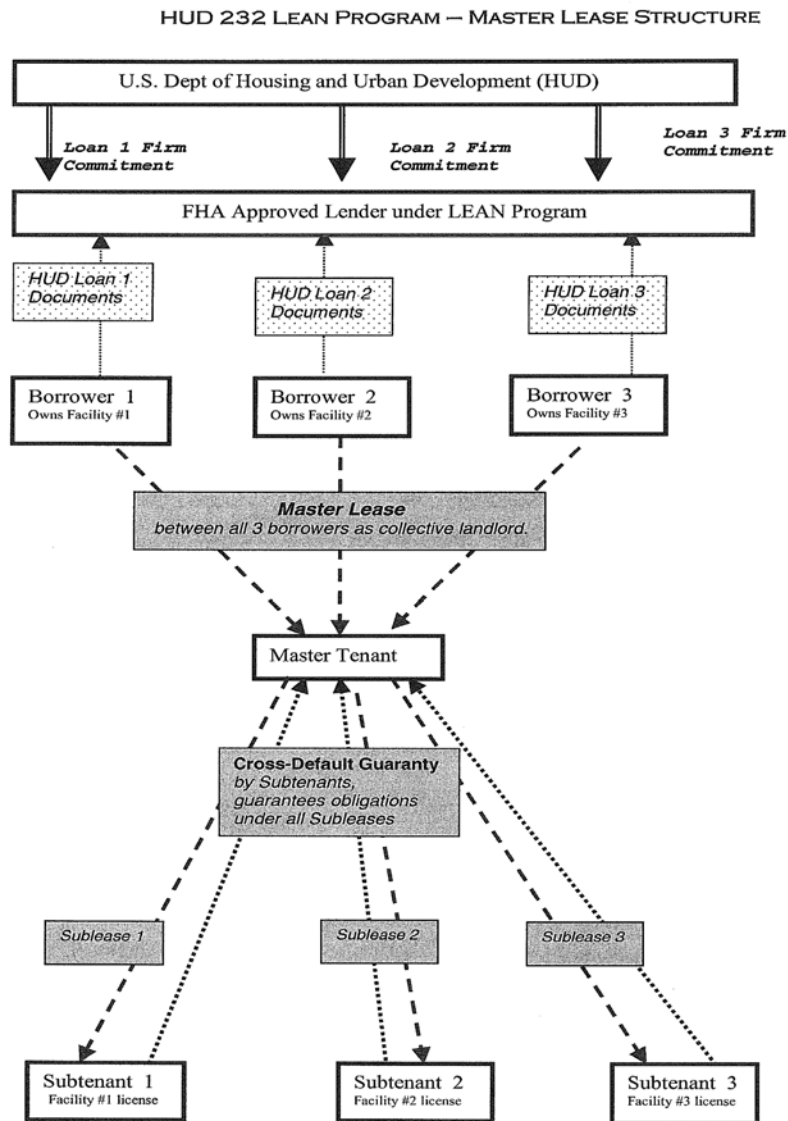 HUD 232 LEAN PROGRAM – MASTER LEASE STRUCTURE
U.S. Dept of Housing and Urban Development (HUD)
Loan 1 Firm
Commitment
Loan 2 Firm
Commitment
Loan 3 Firm
Commitment
FHA Approved Lender under LEAN Program
HUD Loan 1
Documents
HUD Loan 2
Documents
HUD Loan 3
Documents
Borrower 1
Owns Facility #1
Borrower 2
Owns Facility #2
Borrower 3
Owns Facility #3
Master Lease
between all 3 borrowers as collective landlord.
Master Tenant
Cross-Default Guaranty
by Subtenants,
guarantees obligations
under all Subleases
Sublease 1
Sublease 2
Sublease 3
Subtenant 1
Facility #1 license
Subtenant 2
Facility #2 license
Subtenant 3
Facility #3 license